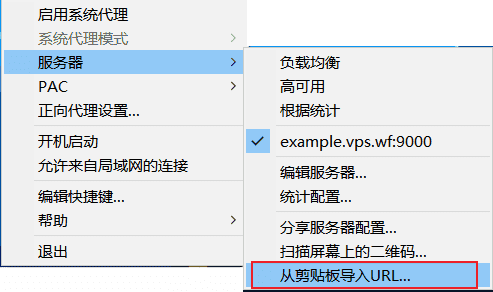 启用系统代理
系统代理模式
服务器
PAC
正向代理设置...
开机启动
允许来自局域网的连接
编辑快捷键...
帮助
退出
负载均衡
高可用
根据统计
example.vps.wf:9000
编辑服务器...
统计配置...
分享服务器配置...
扫描屏幕上的二维码...
从剪贴板导入URL...